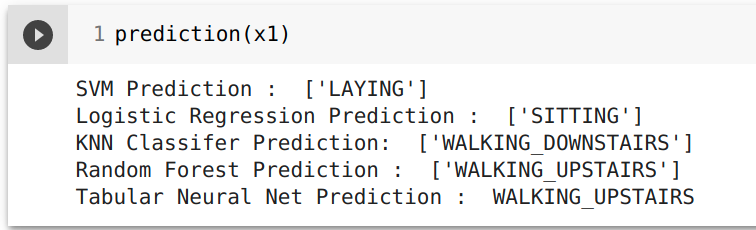 1 prediction(x1)
SVM Prediction :  ['LAYING']
Logistic Regression Prediction :  ['SITTING']
KNN Classifer Prediction:  ['WALKING_DOWNSTAIRS']
Random Forest Prediction :  ['WALKING_UPSTAIRS']
Tabular Neural Net Prediction :  WALKING_UPSTAIRS